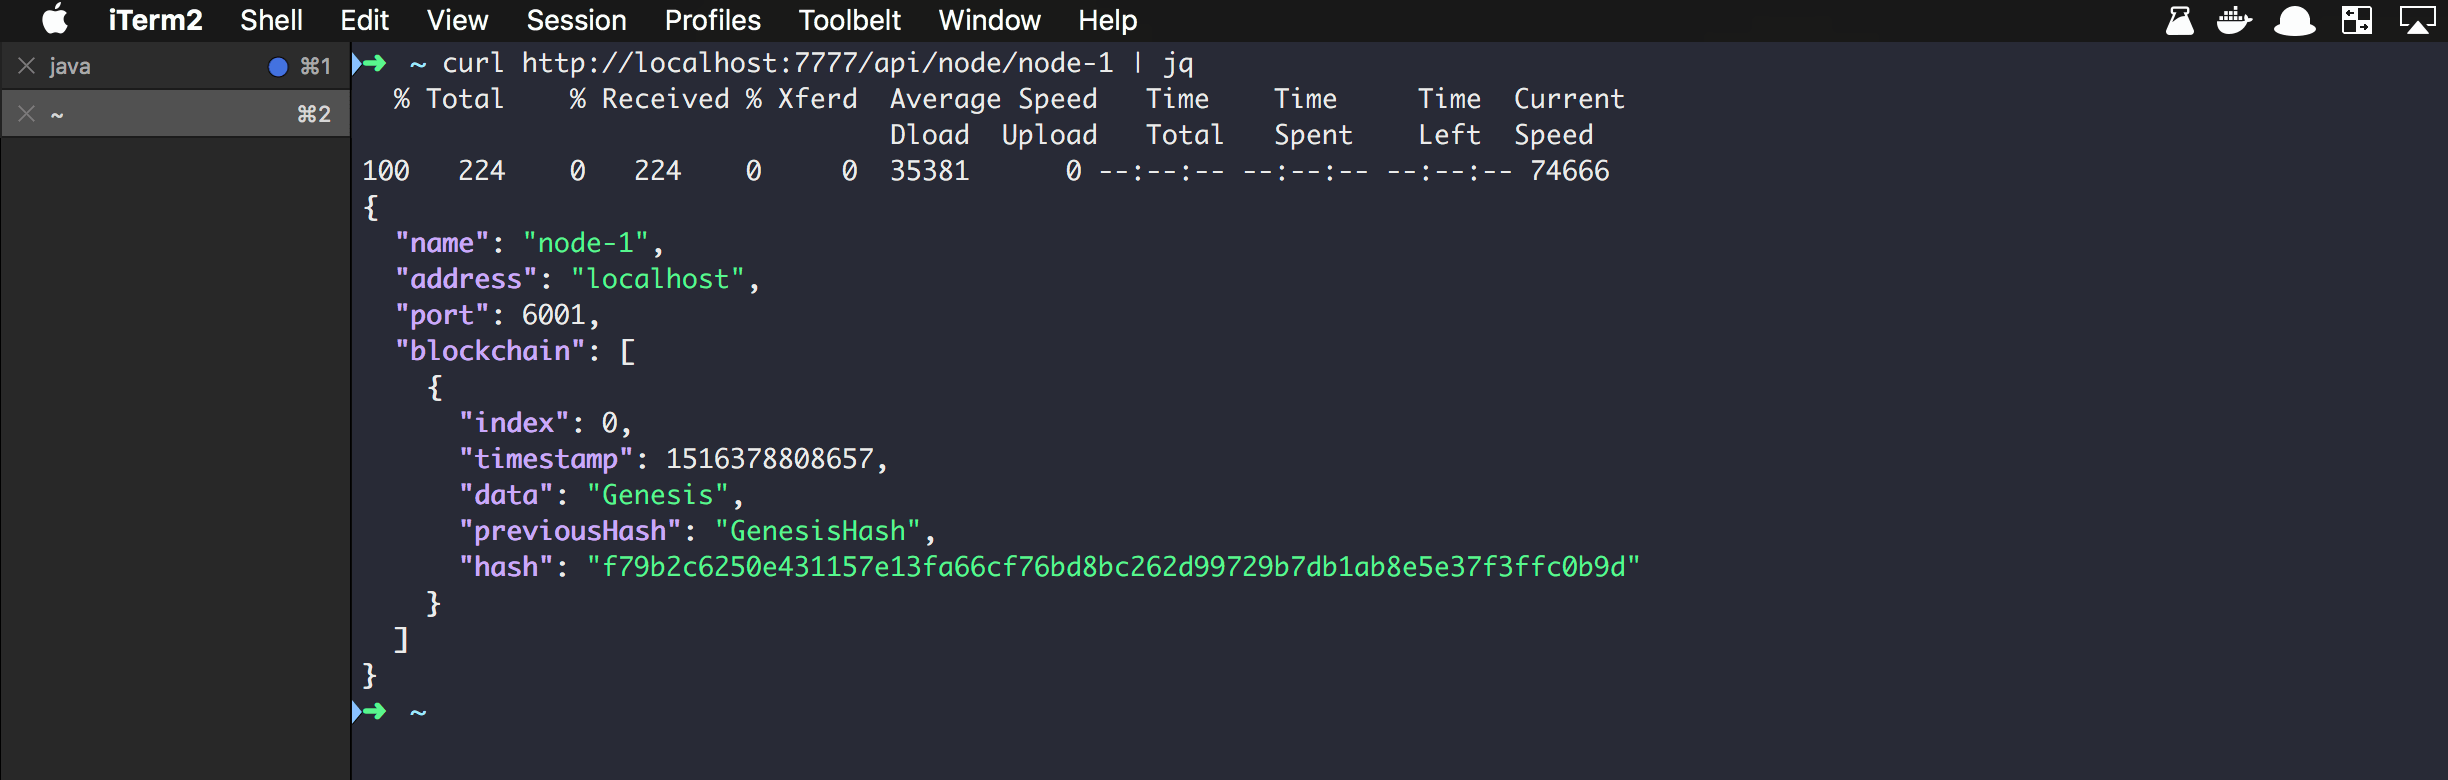 iTerm2 Shell Edit View Session Profiles Toolbelt Window Help
java ⌘1
~ ⌘2
➜ ~ curl http://localhost:7777/api/node/node-1 | jq
% Total % Received % Xferd Average Speed Time Time Time Current
Dload Upload Total Spent Left Speed
100 224 0 224 0 0 35381 0 --:--:-- --:--:-- --:--:-- 74666
{
"name": "node-1",
"address": "localhost",
"port": 6001,
"blockchain": [
{
"index": 0,
"timestamp": 1516378808657,
"data": "Genesis",
"previousHash": "GenesisHash",
"hash": "f79b2c6250e431157e13fa66cf76bd8bc262d99729b7db1ab8e5e37f3ffc0b9d"
}
]
}
➜ ~